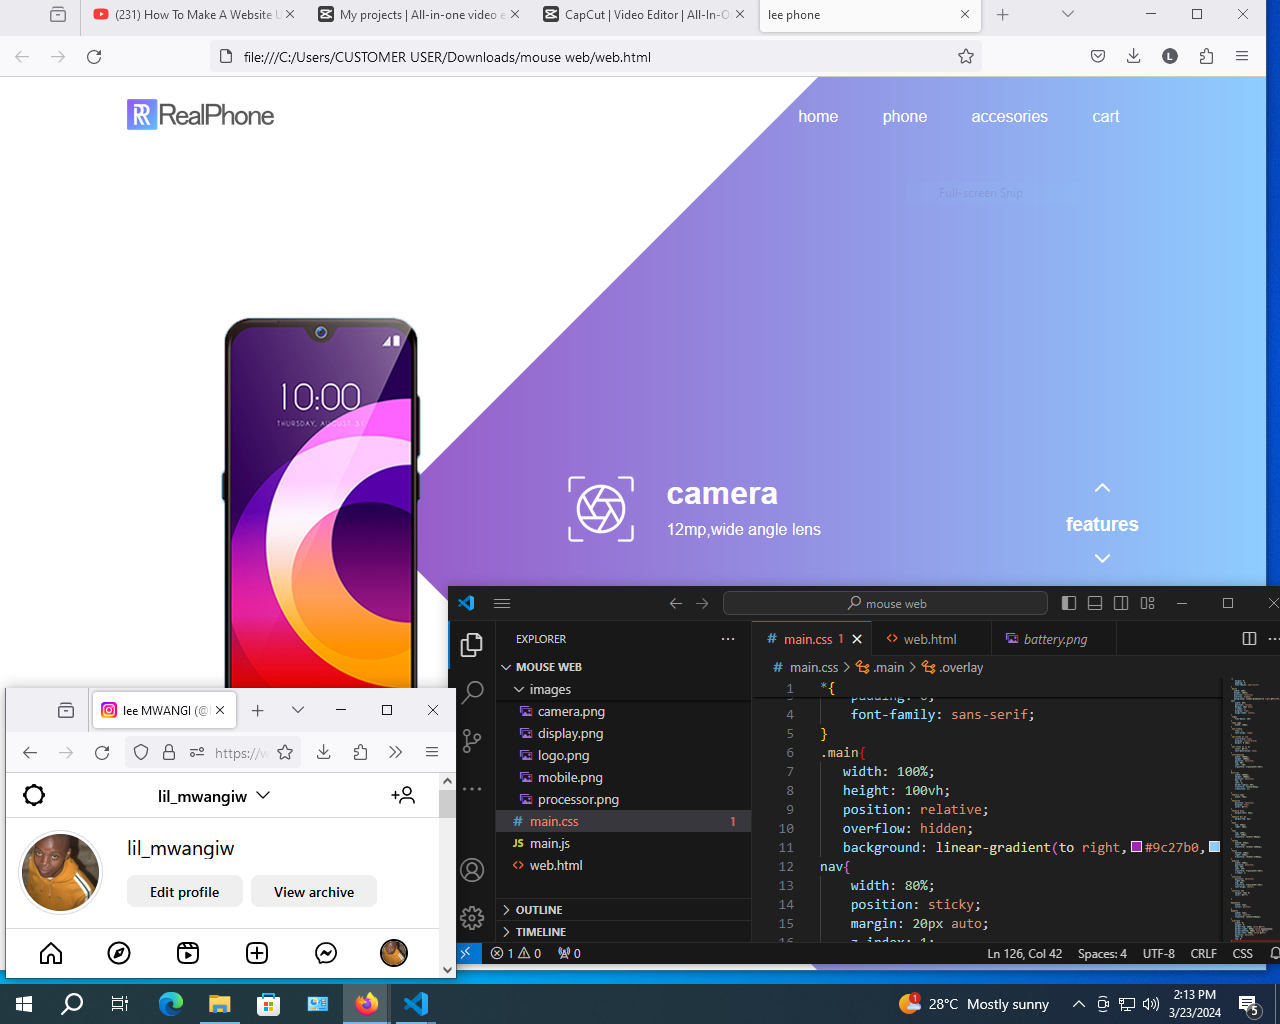 (231) How To Make A Website U
My projects | All-in-one video e
CapCut | Video Editor | All-In-O
lee phone
file:///C:/Users/CUSTOMER USER/Downloads/mouse web/web.html
L
RealPhone
home
phone
accesories
cart
Full-screen Snip
10:00
THURSDAY, AUGUST 31
camera
12mp,wide angle lens
features
mouse web
EXPLORER
MOUSE WEB
images
camera.png
display.png
logo.png
mobile.png
processor.png
main.css 1
main.js
web.html
OUTLINE
TIMELINE
main.css 1
web.html
battery.png
main.css > .main > .overlay
1 *{
padding: 0;
4 font-family: sans-serif;
5 }
6 .main{
7 width: 100%;
8 height: 100vh;
9 position: relative;
10 overflow: hidden;
11 background: linear-gradient(to right, #9c27b0,
12 nav{
13 width: 80%;
14 position: sticky;
15 margin: 20px auto;
16 z-index: 1;
1 0 0
Ln 126, Col 42
Spaces: 4
UTF-8
CRLF
CSS
lee MWANGI (@
https://w
lil_mwangiw
lil_mwangiw
Edit profile
View archive
28°C Mostly sunny
1
2:13 PM
3/23/2024
5